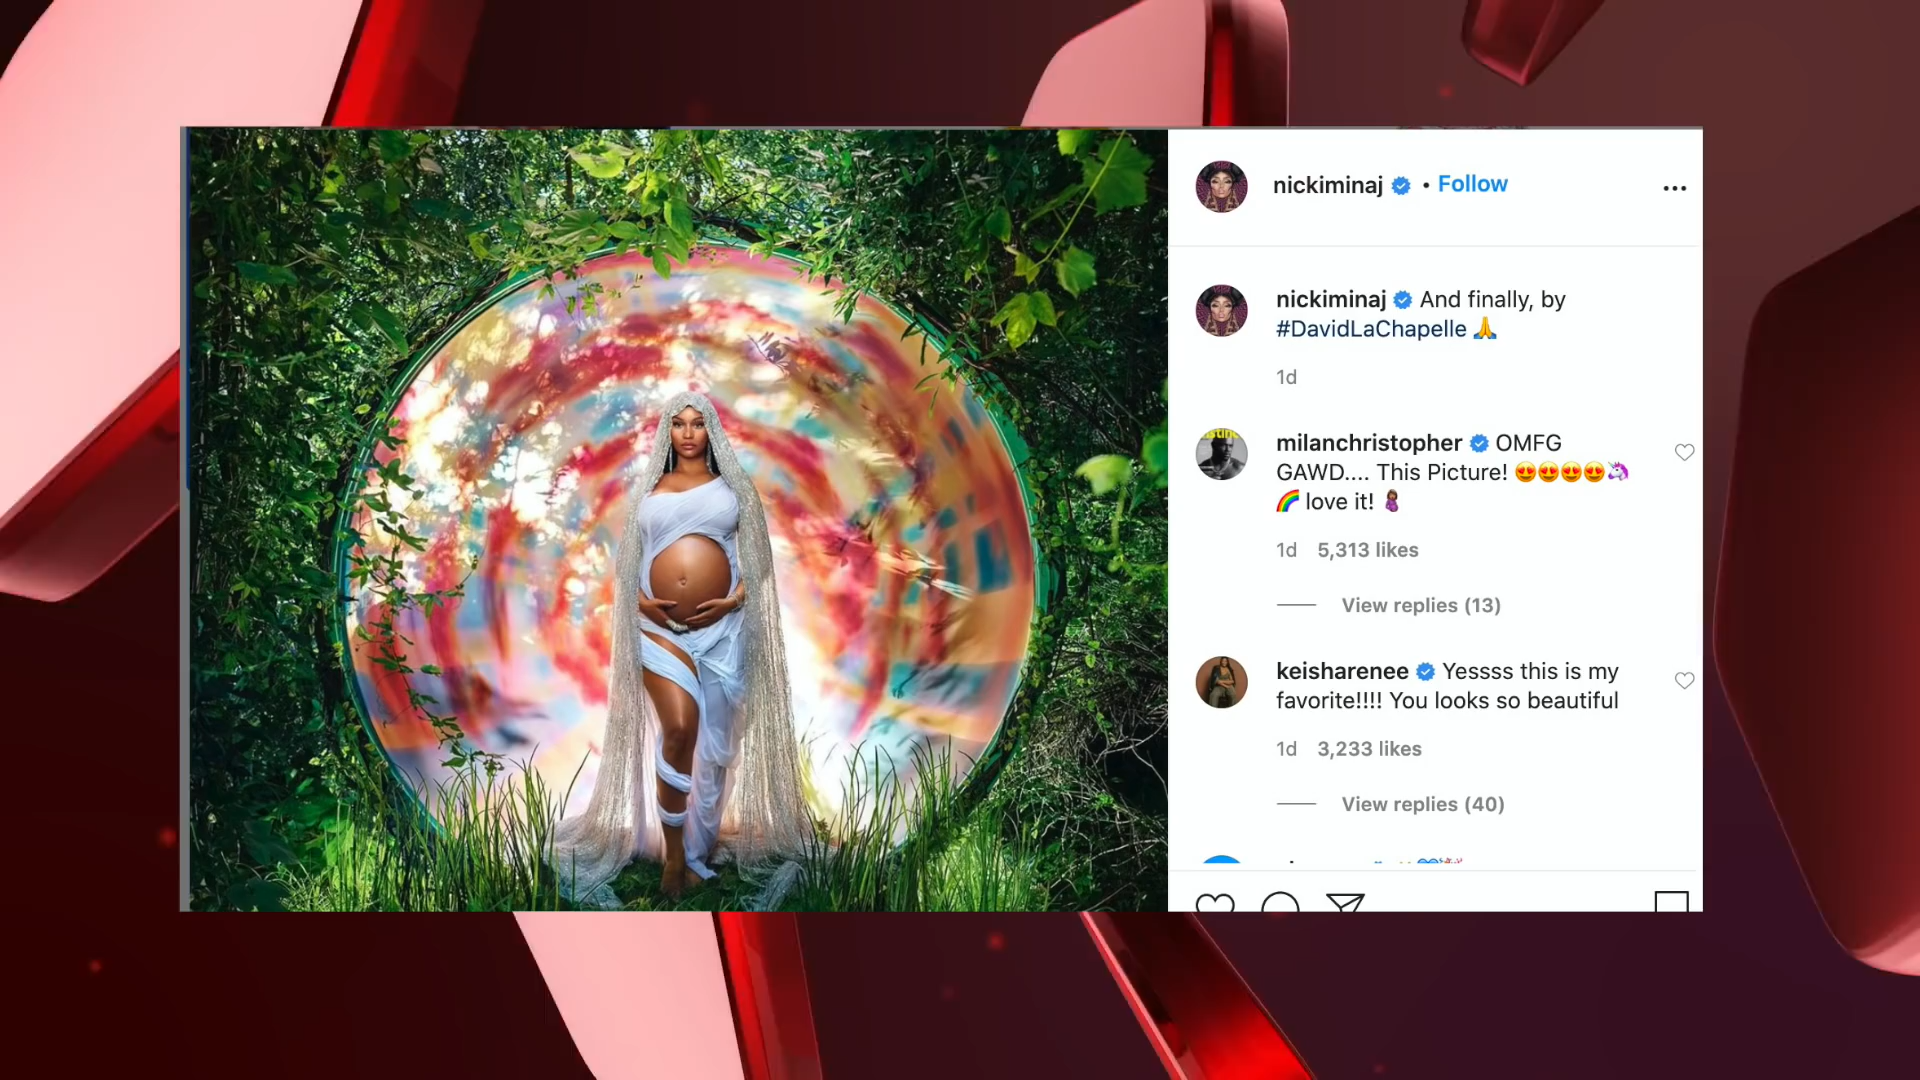 nickiminaj • Follow
nickiminaj And finally, by
#DavidLaChapelle 🙏
1d
milanchristopher OMFG
GAWD.... This Picture! 😍😍😍😍🦄
🌈 love it! 🤰🏾
1d 5,313 likes
View replies (13)
keisharenee Yessss this is my
favorite!!!! You looks so beautiful
1d 3,233 likes
View replies (40)